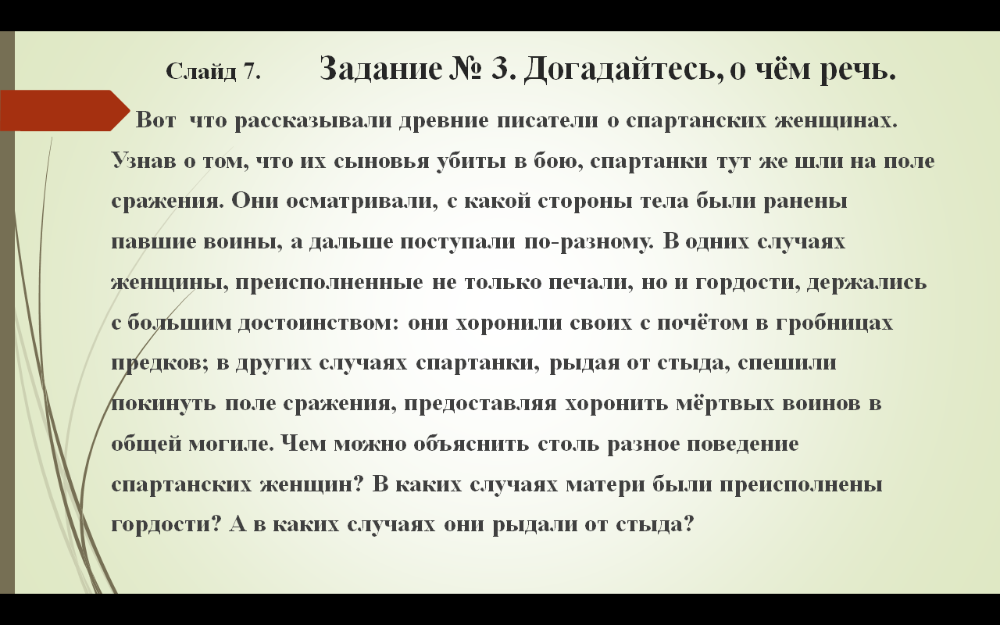 Слайд 7. Задание № 3. Догадайтесь, о чём речь.
Вот что рассказывали древние писатели о спартанских женщинах.
Узнав о том, что их сыновья убиты в бою, спартанки тут же шли на поле
сражения. Они осматривали, с какой стороны тела были ранены
павшие воины, а дальше поступали по-разному. В одних случаях
женщины, преисполненные не только печали, но и гордости, держались
с большим достоинством: они хоронили своих с почётом в гробницах
предков; в других случаях спартанки, рыдая от стыда, спешили
покинуть поле сражения, предоставляя хоронить мёртвых воинов в
общей могиле. Чем можно объяснить столь разное поведение
спартанских женщин? В каких случаях матери были преисполнены
гордости? А в каких случаях они рыдали от стыда?